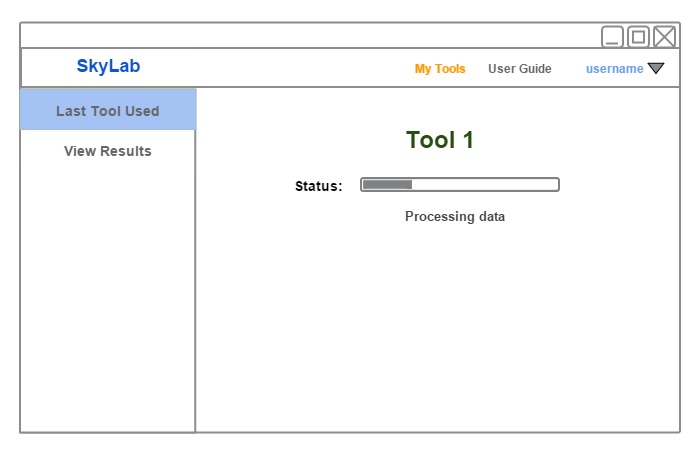 SkyLab
My Tools
User Guide
username
Last Tool Used
View Results
Tool 1
Status:
Processing data